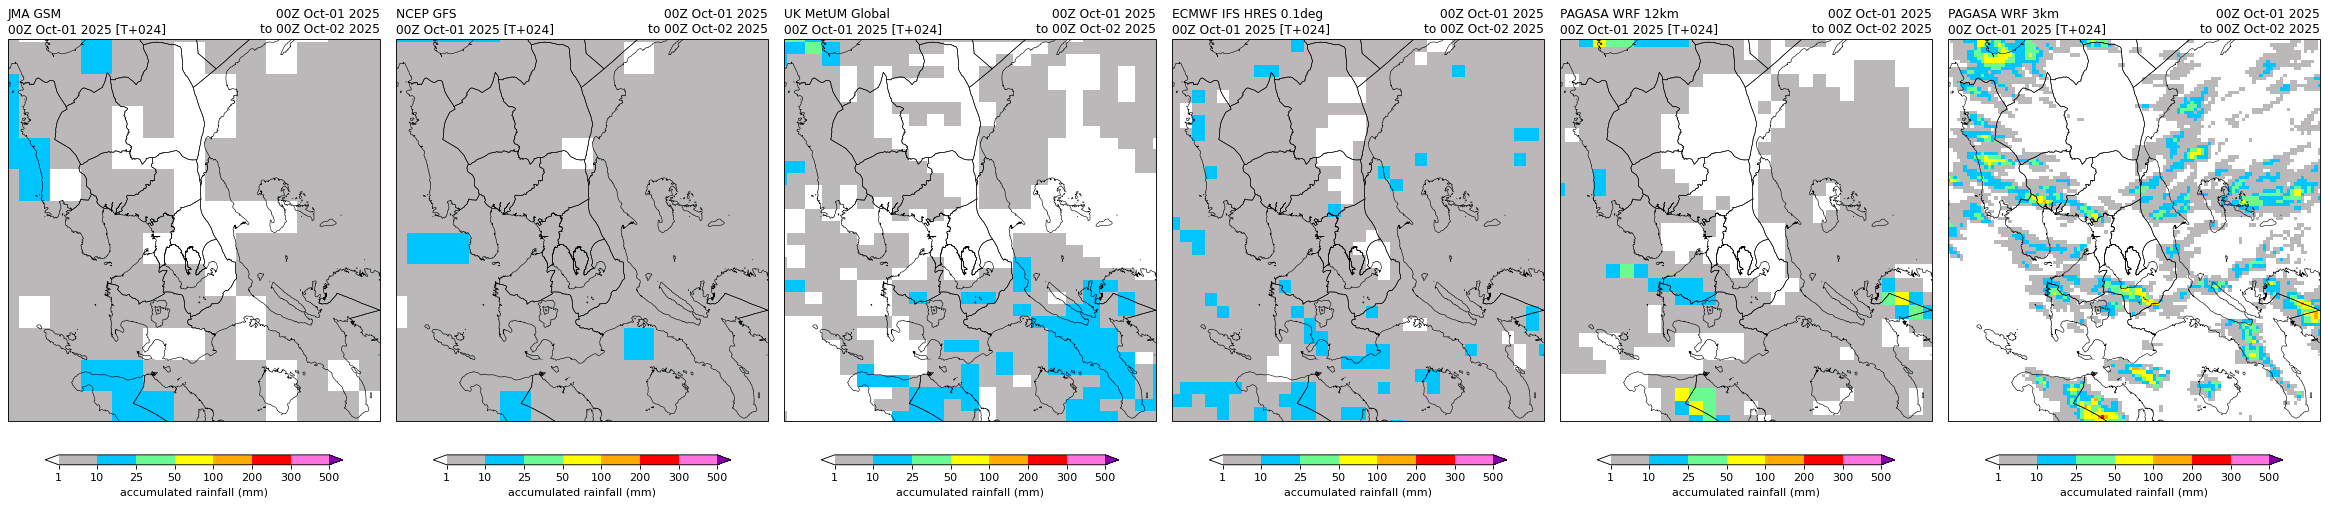 JMA GSM 00Z Oct-01 2025
00Z Oct-01 2025 [T+024] to 00Z Oct-02 2025
1 10 25 50 100 200 300 500
accumulated rainfall (mm)
NCEP GFS 00Z Oct-01 2025
00Z Oct-01 2025 [T+024] to 00Z Oct-02 2025
1 10 25 50 100 200 300 500
accumulated rainfall (mm)
UK MetUM Global 00Z Oct-01 2025
00Z Oct-01 2025 [T+024] to 00Z Oct-02 2025
1 10 25 50 100 200 300 500
accumulated rainfall (mm)
ECMWF IFS HRES 0.1deg 00Z Oct-01 2025
00Z Oct-01 2025 [T+024] to 00Z Oct-02 2025
1 10 25 50 100 200 300 500
accumulated rainfall (mm)
PAGASA WRF 12km 00Z Oct-01 2025
00Z Oct-01 2025 [T+024] to 00Z Oct-02 2025
1 10 25 50 100 200 300 500
accumulated rainfall (mm)
PAGASA WRF 3km 00Z Oct-01 2025
00Z Oct-01 2025 [T+024] to 00Z Oct-02 2025
1 10 25 50 100 200 300 500
accumulated rainfall (mm)